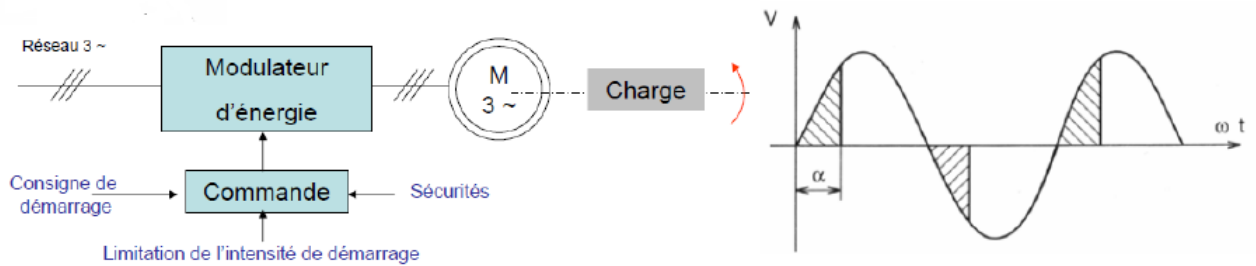 Réseau 3 ~
Modulateur
d'énergie
M
3 ~
Charge
Consigne de
démarrage
Commande
Sécurités
Limitation de l'intensité de démarrage
V
α
ω t